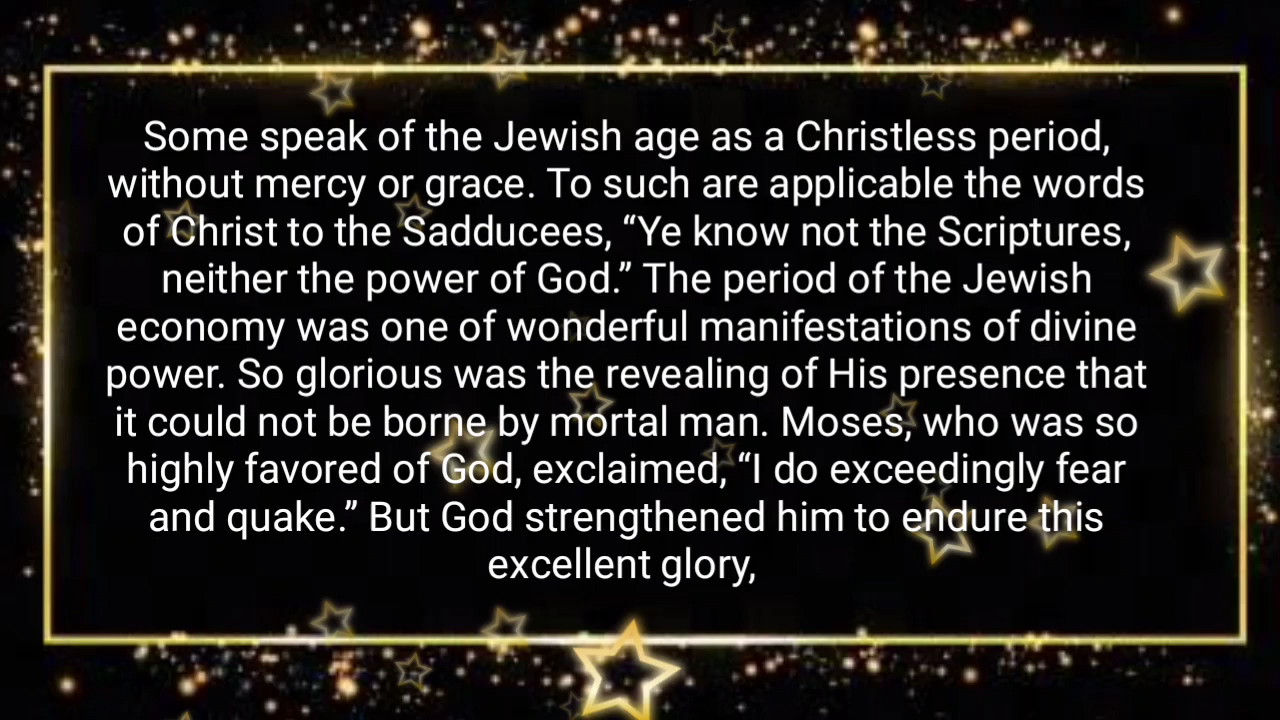 Some speak of the Jewish age as a Christless period,
without mercy or grace. To such are applicable the words
of Christ to the Sadducees, “Ye know not the Scriptures,
neither the power of God.” The period of the Jewish
economy was one of wonderful manifestations of divine
power. So glorious was the revealing of His presence that
it could not be borne by mortal man. Moses, who was so
highly favored of God, exclaimed, “I do exceedingly fear
and quake.” But God strengthened him to endure this
excellent glory,